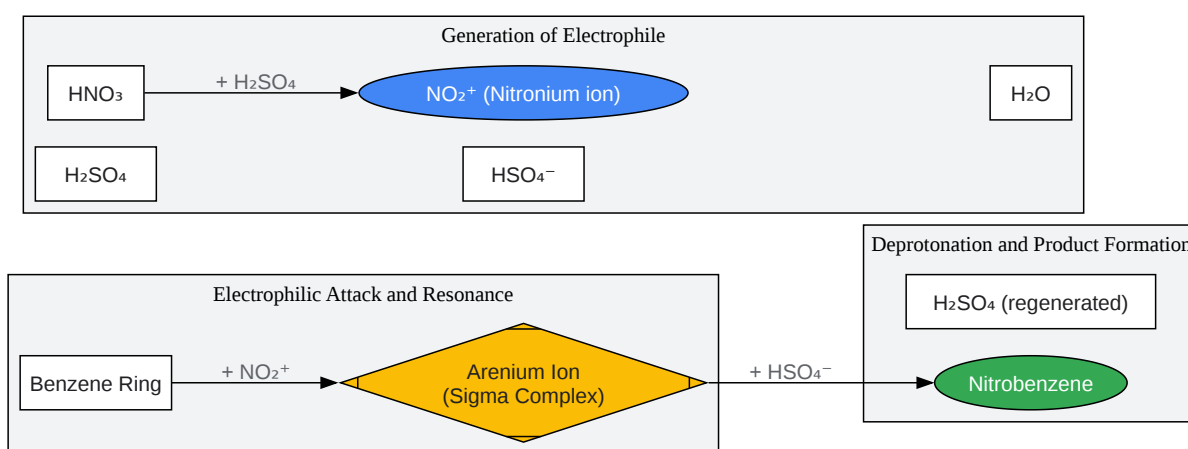 Generation of Electrophile
HNO₃
+ H₂SO₄
NO₂⁺ (Nitronium ion)
H₂O
H₂SO₄
HSO₄⁻
Deprotonation and Product Formation
Electrophilic Attack and Resonance
H₂SO₄ (regenerated)
Benzene Ring
+ NO₂⁺
Arenium Ion
(Sigma Complex)
+ HSO₄⁻
Nitrobenzene